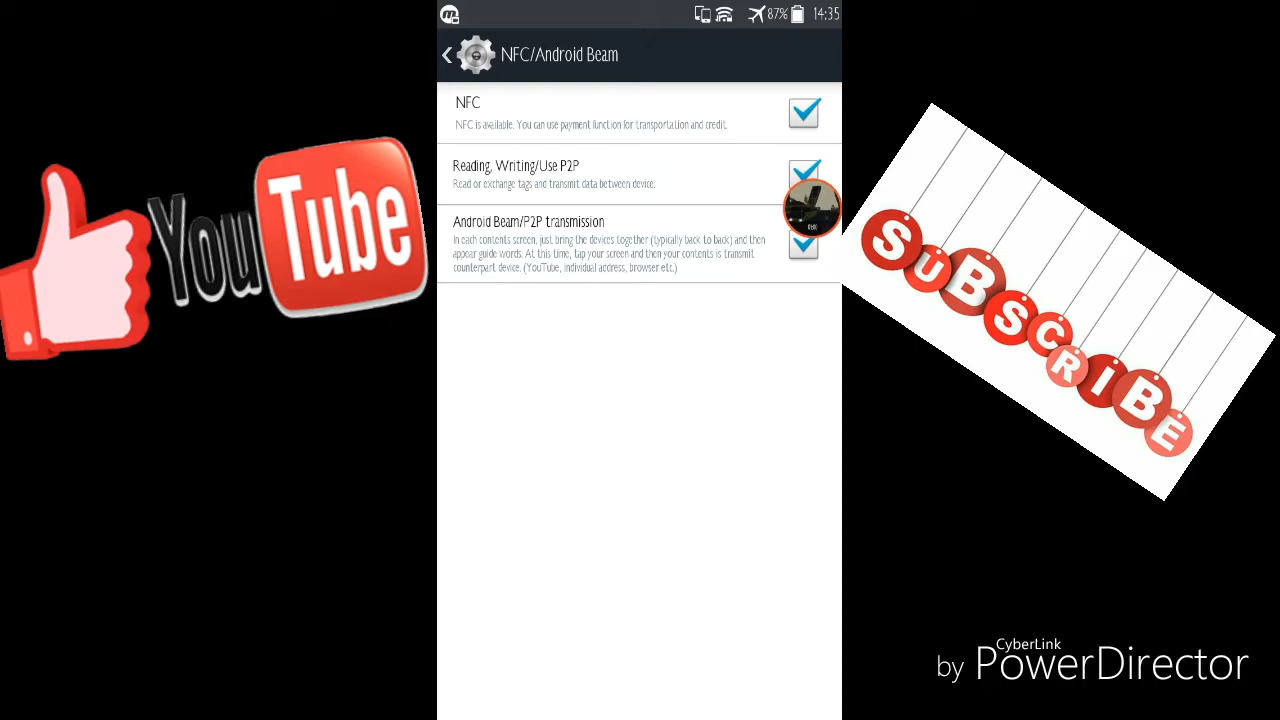 87% 14:35
NFC/Android Beam
NFC
NFC is available. You can use payment function for transportation and credit.
Reading, Writing/Use P2P
Read or exchange tags and transmit data between device.
Android Beam/P2P transmission
In each contents screen, just bring the devices together (typically back to back) and then
appear guide words. At this time, tap your screen and then your contents is transmit
counterpart device. (YouTube, individual address, browser etc.)
YouTube
SUBSCRIBE
CyberLink
by PowerDirector